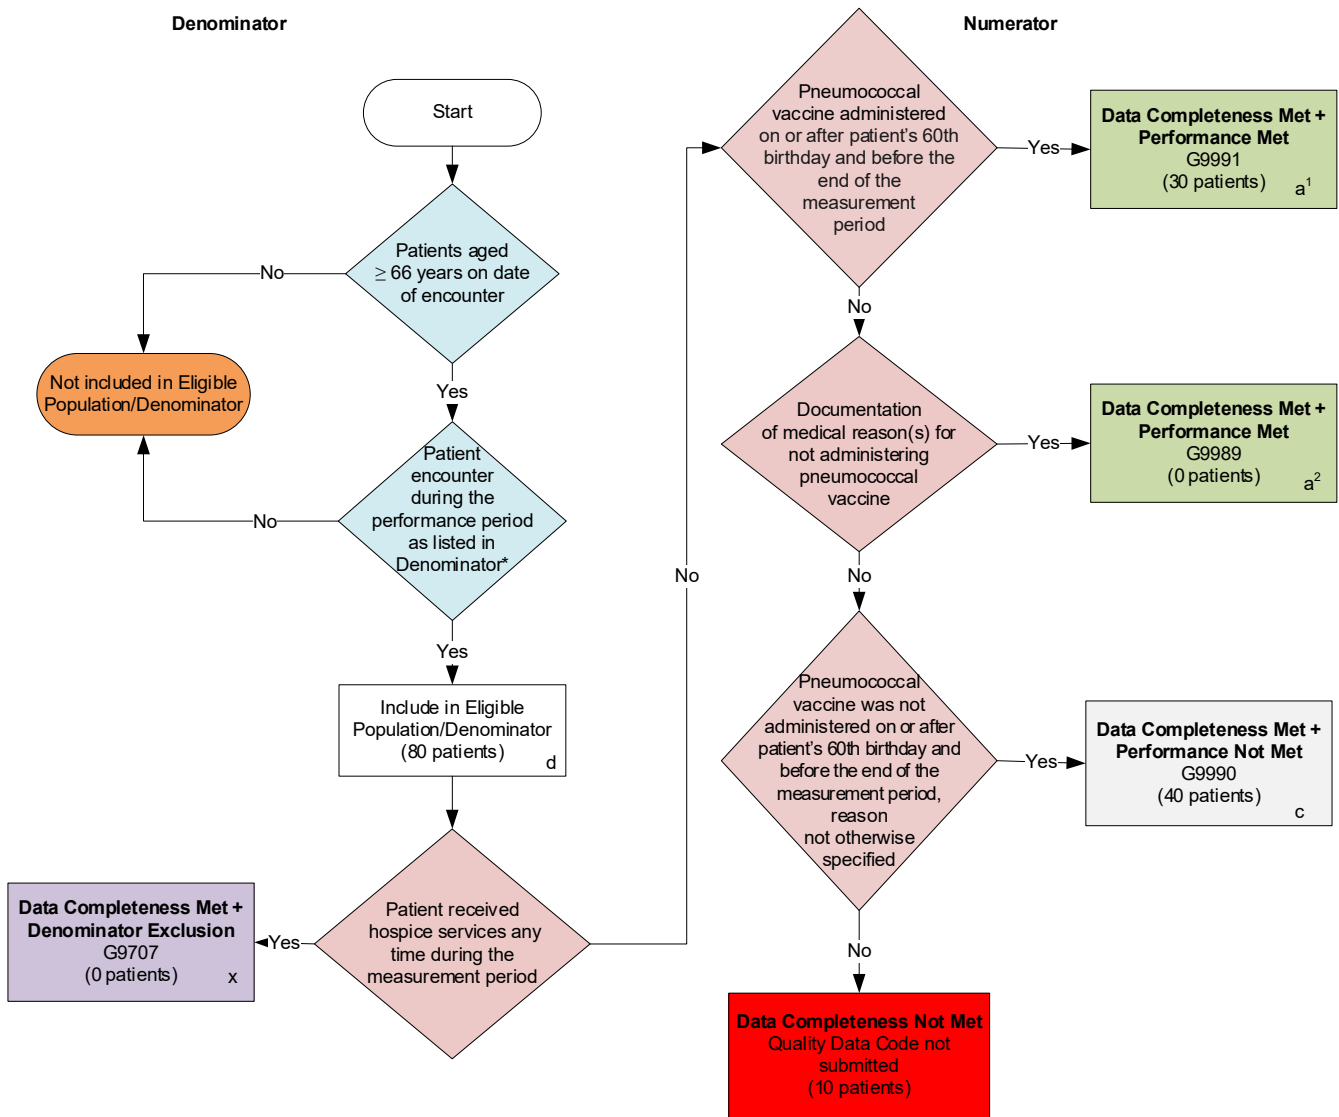 Denominator
Start
Patients aged
≥ 66 years on date
of encounter
No
Not included in Eligible
Population/Denominator
Yes
Patient
encounter
during the
performance period
as listed in
Denominator*
No
Yes
Include in Eligible
Population/Denominator
(80 patients)
d
Patient received
hospice services any
time during the
measurement period
Yes
Data Completeness Met +
Denominator Exclusion
G9707
(0 patients)
x
No
Numerator
Pneumococcal
vaccine administered
on or after patient’s 60th
birthday and before the
end of the
measurement
period
Yes
Data Completeness Met +
Performance Met
G9991
(30 patients)
a¹
No
Documentation
of medical reason(s) for
not administering
pneumococcal
vaccine
Yes
Data Completeness Met +
Performance Met
G9989
(0 patients)
a²
No
Pneumococcal
vaccine was not
administered on or after
patient’s 60th birthday and
before the end of the
measurement period,
reason
not otherwise
specified
Yes
Data Completeness Met +
Performance Not Met
G9990
(40 patients)
c
No
Data Completeness Not Met
Quality Data Code not
submitted
(10 patients)